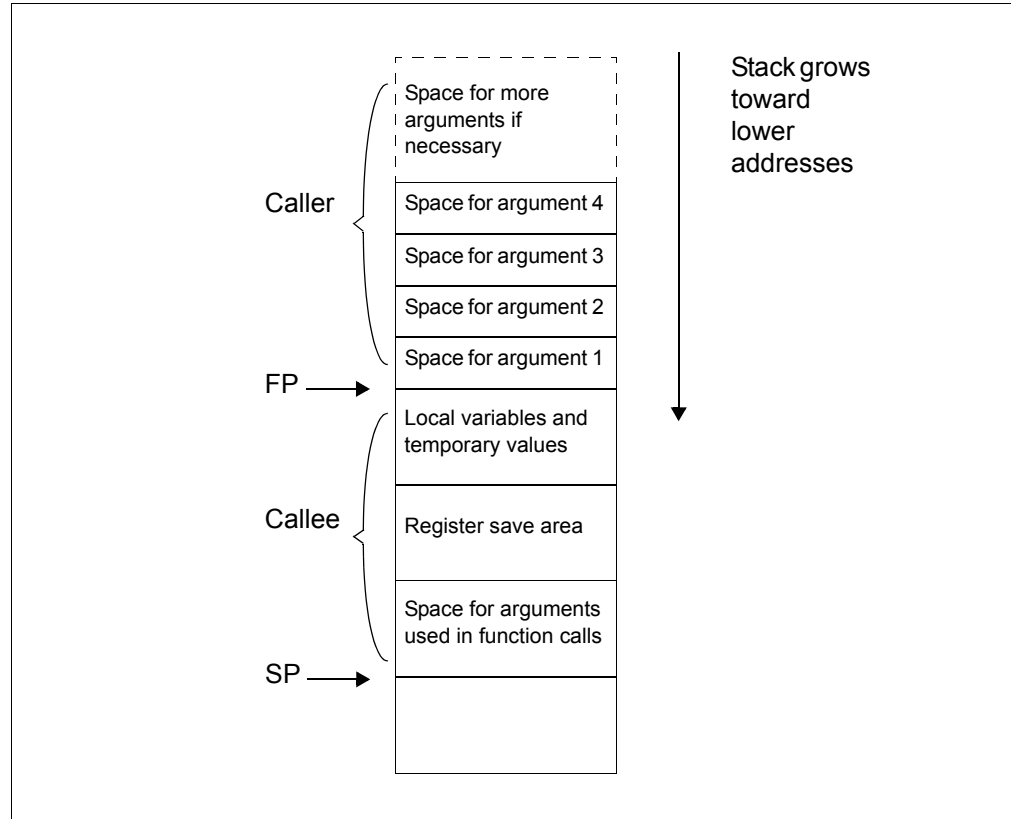 Stack grows
toward
lower
addresses
Space for more
arguments if
necessary
Caller
Space for argument 4
Space for argument 3
Space for argument 2
Space for argument 1
FP
Local variables and
temporary values
Callee
Register save area
Space for arguments
used in function calls
SP